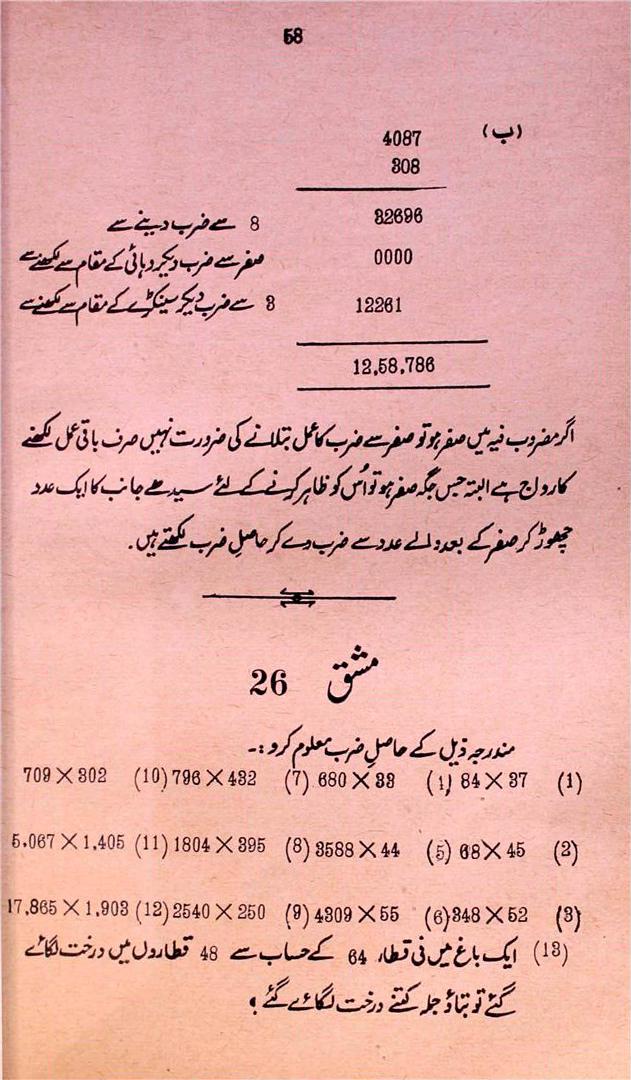 58
(ب) 4087
308
32696 8 سے ضرب دینے سے
0000 صفر سے ضرب دیکر دہائی کے مقام سے لکھنے سے
12261 3 سے ضرب دیکر سینکڑے کے مقام سے لکھنے سے
12,58,786
اگر مضروب فیہ میں صفر ہو تو صفر سے ضرب کا عمل بتلانے کی ضرورت نہیں صرف باقی عمل لکھنے
کا رواج ہے البتہ جس جگہ صفر ہو تو اُس کو ظاہر کرنے کے لئے سیدھے جانب کا ایک عدد
چھوڑ کر صفر کے بعد والے عدد سے ضرب دے کر حاصلِ ضرب لکھتے ہیں۔
مشق 26
مندرجہ ذیل کے حاصلِ ضرب معلوم کرو :۔
(1) 84 × 37 (4) 680 × 33 (7) 796 × 432 (10) 709 × 302
(2) 68 × 45 (5) 3588 × 44 (8) 1804 × 395 (11) 5,067 × 1,405
(3) 348 × 52 (6) 4309 × 55 (9) 2540 × 250 (12) 17,865 × 1,903
(13) ایک باغ میں فی قطار 64 کے حساب سے 48 قطاروں میں درخت لگائے
گئے تو بتاؤ جملہ کتنے درخت لگائے گئے ؟